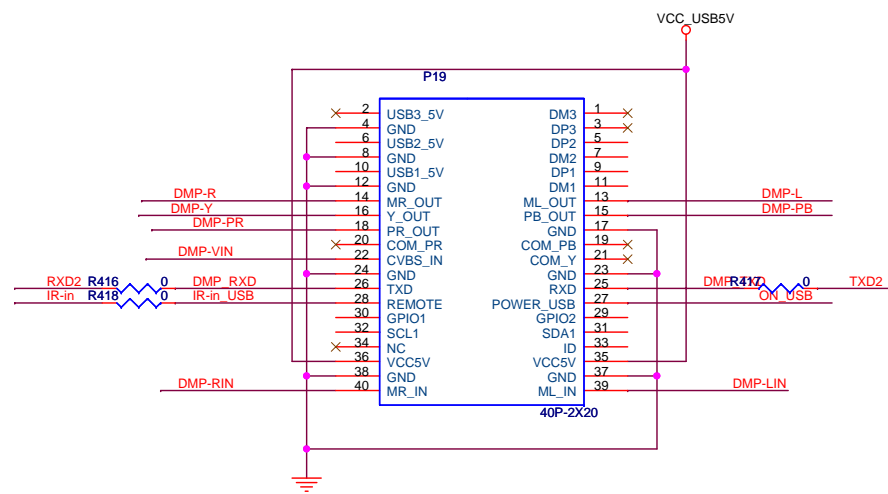 VCC_USB5V
P19
2 USB3_5V DM3 1
4 GND DP3 3
6 USB2_5V DP2 5
8 GND DM2 7
10 USB1_5V DP1 9
12 GND DM1 11
DMP-R 14 MR_OUT ML_OUT 13 DMP-L
DMP-Y 16 Y_OUT PB_OUT 15 DMP-PB
DMP-PR 18 PR_OUT GND 17
20 COM_PR COM_PB 19
DMP-VIN 22 CVBS_IN COM_Y 21
24 GND GND 23
RXD2 R416 0 DMP_RXD 26 TXD RXD 25 R417 0 TXD2
IR-in R418 0 IR-in_USB 28 REMOTE POWER_USB 27 ON_USB
30 GPIO1 GPIO2 29
32 SCL1 SDA1 31
34 NC ID 33
36 VCC5V VCC5V 35
38 GND GND 37
DMP-RIN 40 MR_IN ML_IN 39 DMP-LIN
40P-2X20